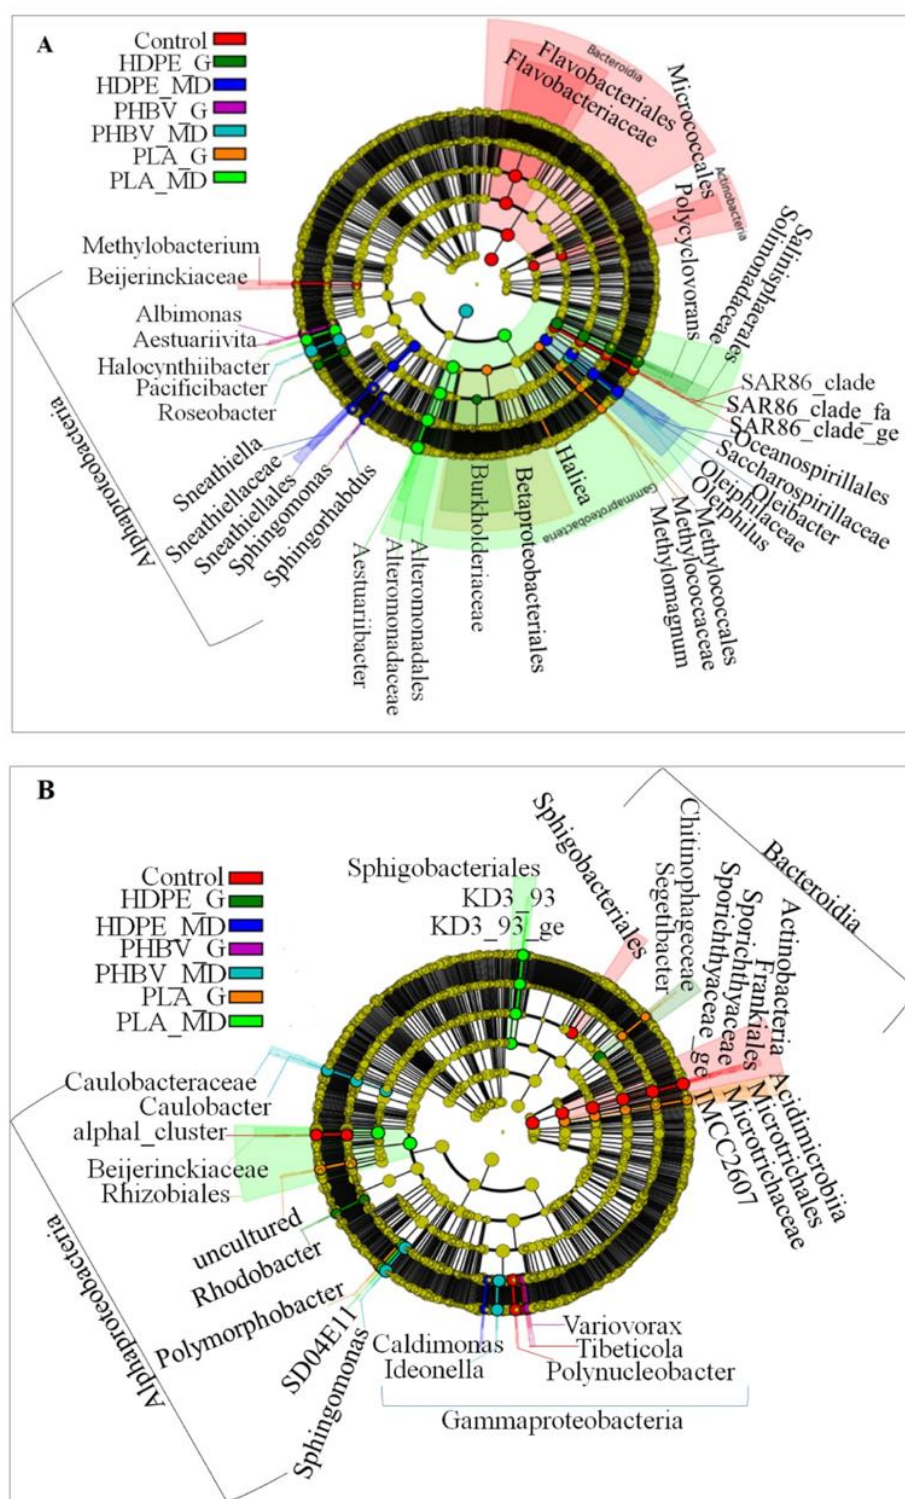 A
Control
HDPE_G
HDPE_MD
PHBV_G
PHBV_MD
PLA_G
PLA_MD
Bacteroidia
Flavobacteriales
Flavobacteriaceae
Micrococcales
Actinobacteria
Polycyclovorans
Solimonadaceae
Salinisphaerales
SAR86_clade
SAR86_clade_fa
SAR86_clade_ge
Oceanospirillales
Saccharospirillaceae
Oleibacter
Oleiphilaceae
Oleiphilus
Methylococcales
Methylococcaceae
Methylomagnum
Gammaproteobacteria
Haliea
Betaproteobacteriales
Burkholderiaceae
Alteromonadales
Alteromonadaceae
Aestuariibacter
Methylobacterium
Beijerinckiaceae
Albimonas
Aestuariivita
Halocynthiibacter
Pacificibacter
Roseobacter
Sneathiella
Sneathiellaceae
Sneathiellales
Sphingomonas
Sphingorhabdus
Alphaproteobacteria
B
Control
HDPE_G
HDPE_MD
PHBV_G
PHBV_MD
PLA_G
PLA_MD
Sphigobacteriales
KD3_93
KD3_93_ge
Sphigobacteriales
Bacteroidia
Chitinophageceae
Segetibacter
Actinobacteria
Frankiales
Sporichthyaceae
Sporichthyaceae_ge
Acidimicrobiia
Microtrichales
Microtrichaceae
IMCC2607
Caulobacteraceae
Caulobacter
alphal_cluster
Beijerinckiaceae
Rhizobiales
uncultured
Rhodobacter
Polymorphobacter
SD04E11
Sphingomonas
Alphaproteobacteria
Caldimonas
Ideonella
Variovorax
Tibeticola
Polynucleobacter
Gammaproteobacteria